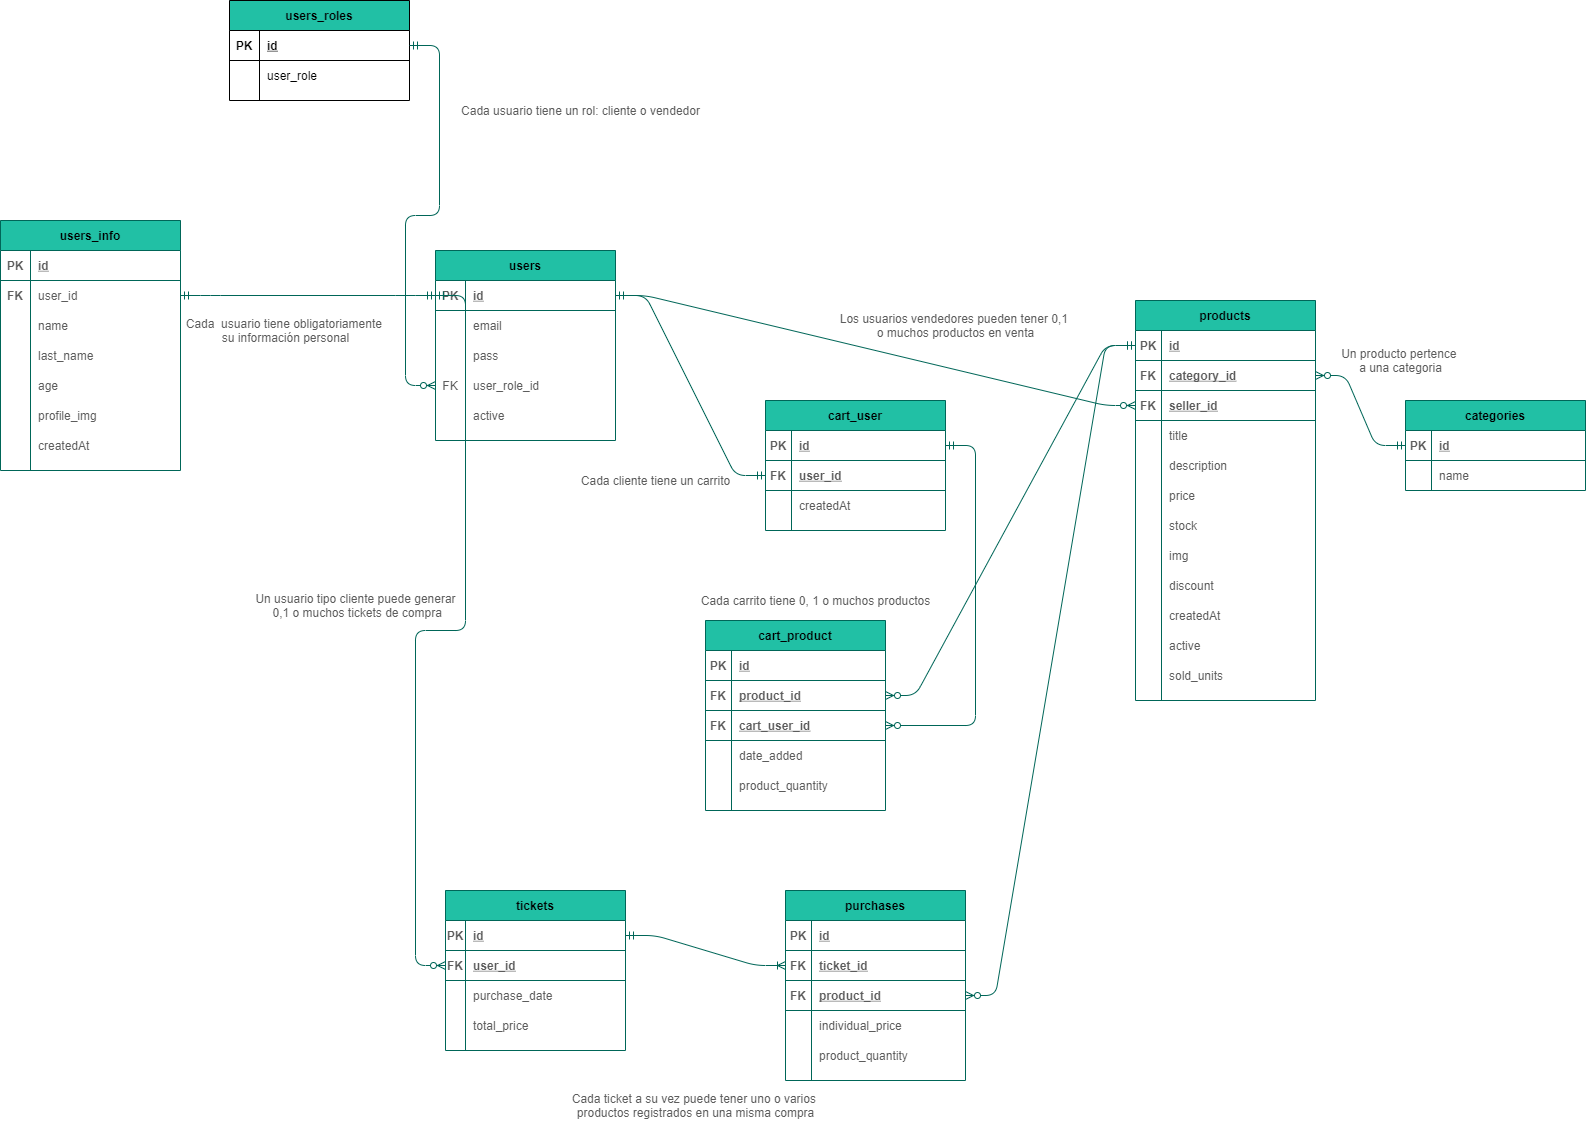 users_roles
PK id
user_role
Cada usuario tiene un rol: cliente o vendedor
users_info
PK id
FK user_id
name
last_name
age
profile_img
createdAt
Cada  usuario tiene obligatoriamente
su información personal
users
PK id
email
pass
FK user_role_id
active
Los usuarios vendedores pueden tener 0,1
o muchos productos en venta
products
PK id
FK category_id
FK seller_id
title
description
price
stock
img
discount
createdAt
active
sold_units
Un producto pertence
a una categoria
categories
PK id
name
cart_user
PK id
FK user_id
createdAt
Cada cliente tiene un carrito
Un usuario tipo cliente puede generar
0,1 o muchos tickets de compra
Cada carrito tiene 0, 1 o muchos productos
cart_product
PK id
FK product_id
FK cart_user_id
date_added
product_quantity
tickets
PK id
FK user_id
purchase_date
total_price
purchases
PK id
FK ticket_id
FK product_id
individual_price
product_quantity
Cada ticket a su vez puede tener uno o varios
productos registrados en una misma compra